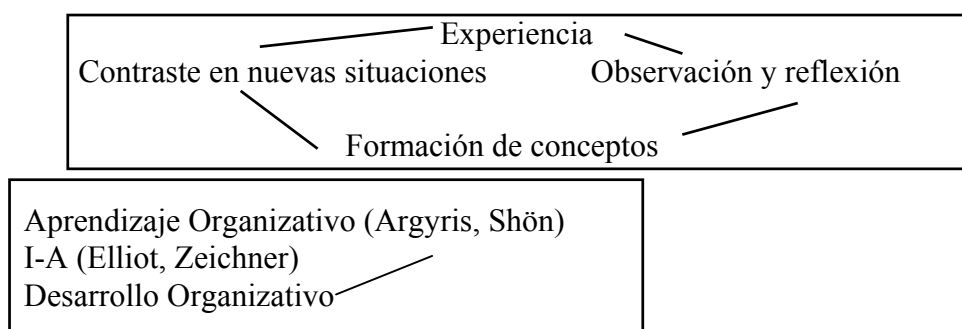 Experiencia
Contraste en nuevas situaciones Observación y reflexión
Formación de conceptos
Aprendizaje Organizativo (Argyris, Shön)
I-A (Elliot, Zeichner)
Desarrollo Organizativo